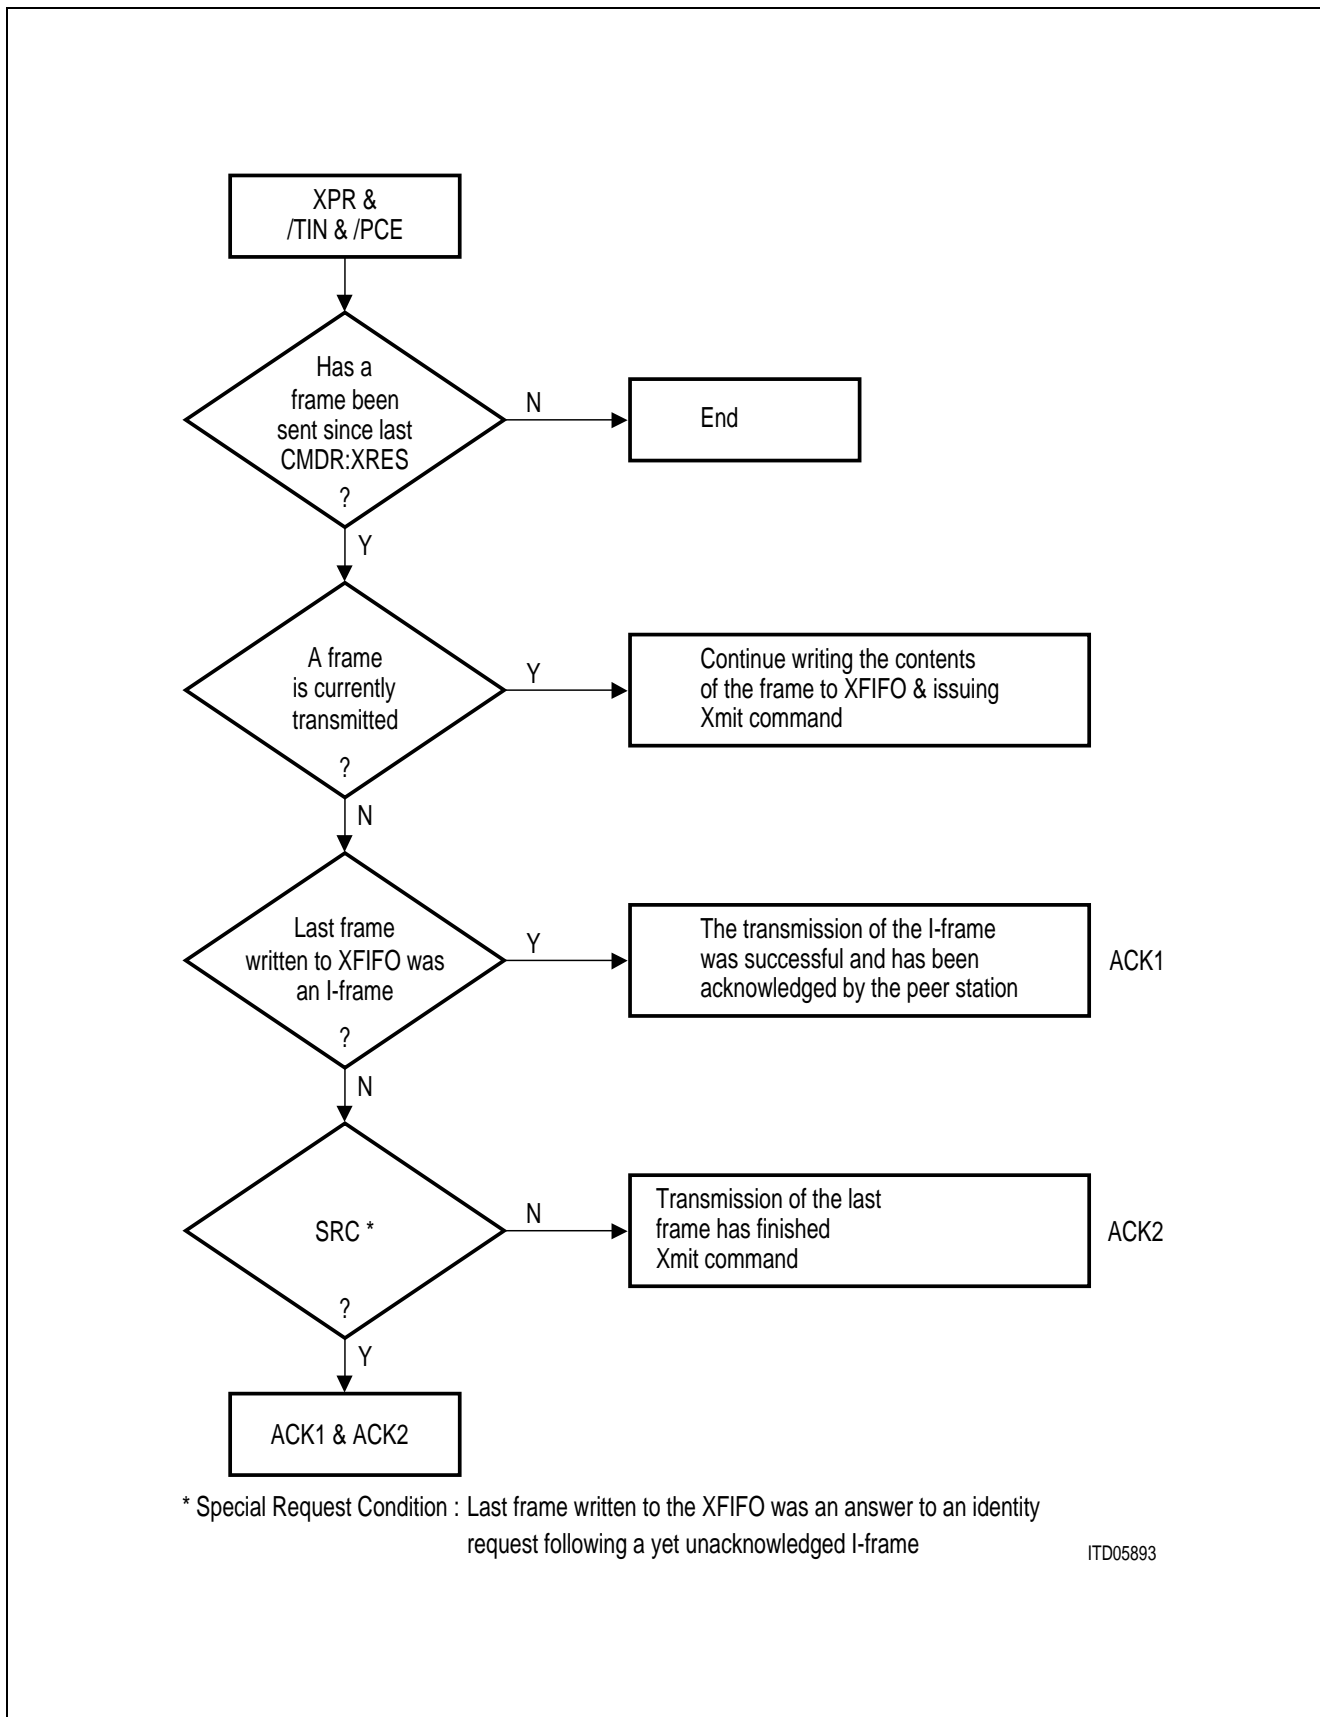 XPR &
/TIN & /PCE
Has a
frame been
sent since last
CMDR:XRES
?
N
End
Y
A frame
is currently
transmitted
?
Y
Continue writing the contents
of the frame to XFIFO & issuing
Xmit command
N
Last frame
written to XFIFO was
an I-frame
?
Y
The transmission of the I-frame
was successful and has been
acknowledged by the peer station
ACK1
N
SRC *
?
N
Transmission of the last
frame has finished
Xmit command
ACK2
Y
ACK1 & ACK2
* Special Request Condition : Last frame written to the XFIFO was an answer to an identity
request following a yet unacknowledged I-frame
ITD05893